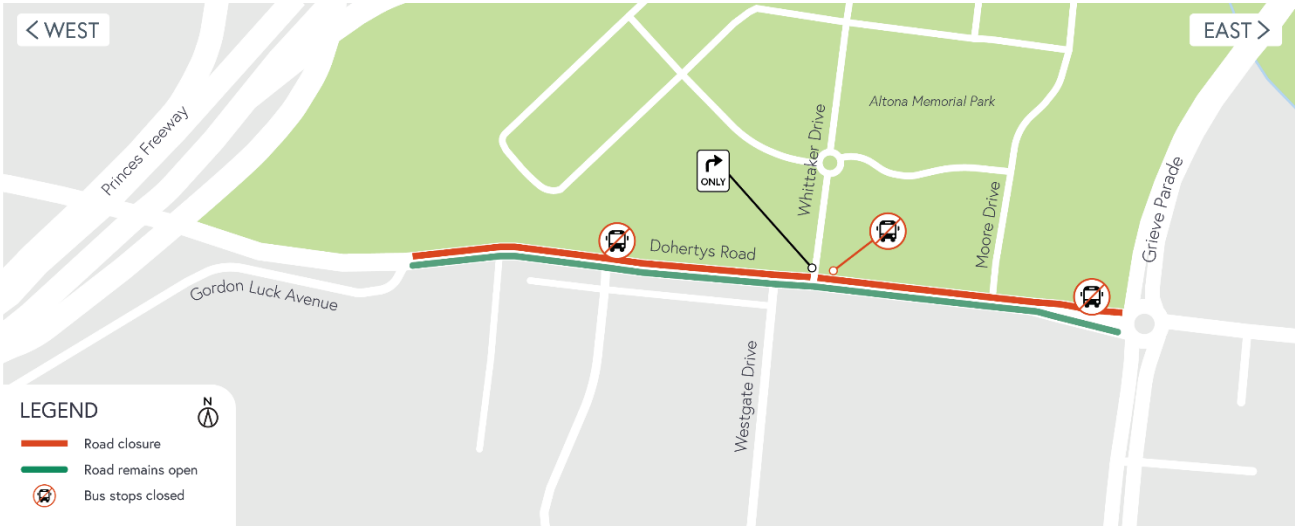 < WEST
EAST >
Princes Freeway
Altona Memorial Park
Whittaker Drive
ONLY
Grieve Parade
Moore Drive
Dohertys Road
Gordon Luck Avenue
Westgate Drive
LEGEND
N
Road closure
Road remains open
Bus stops closed